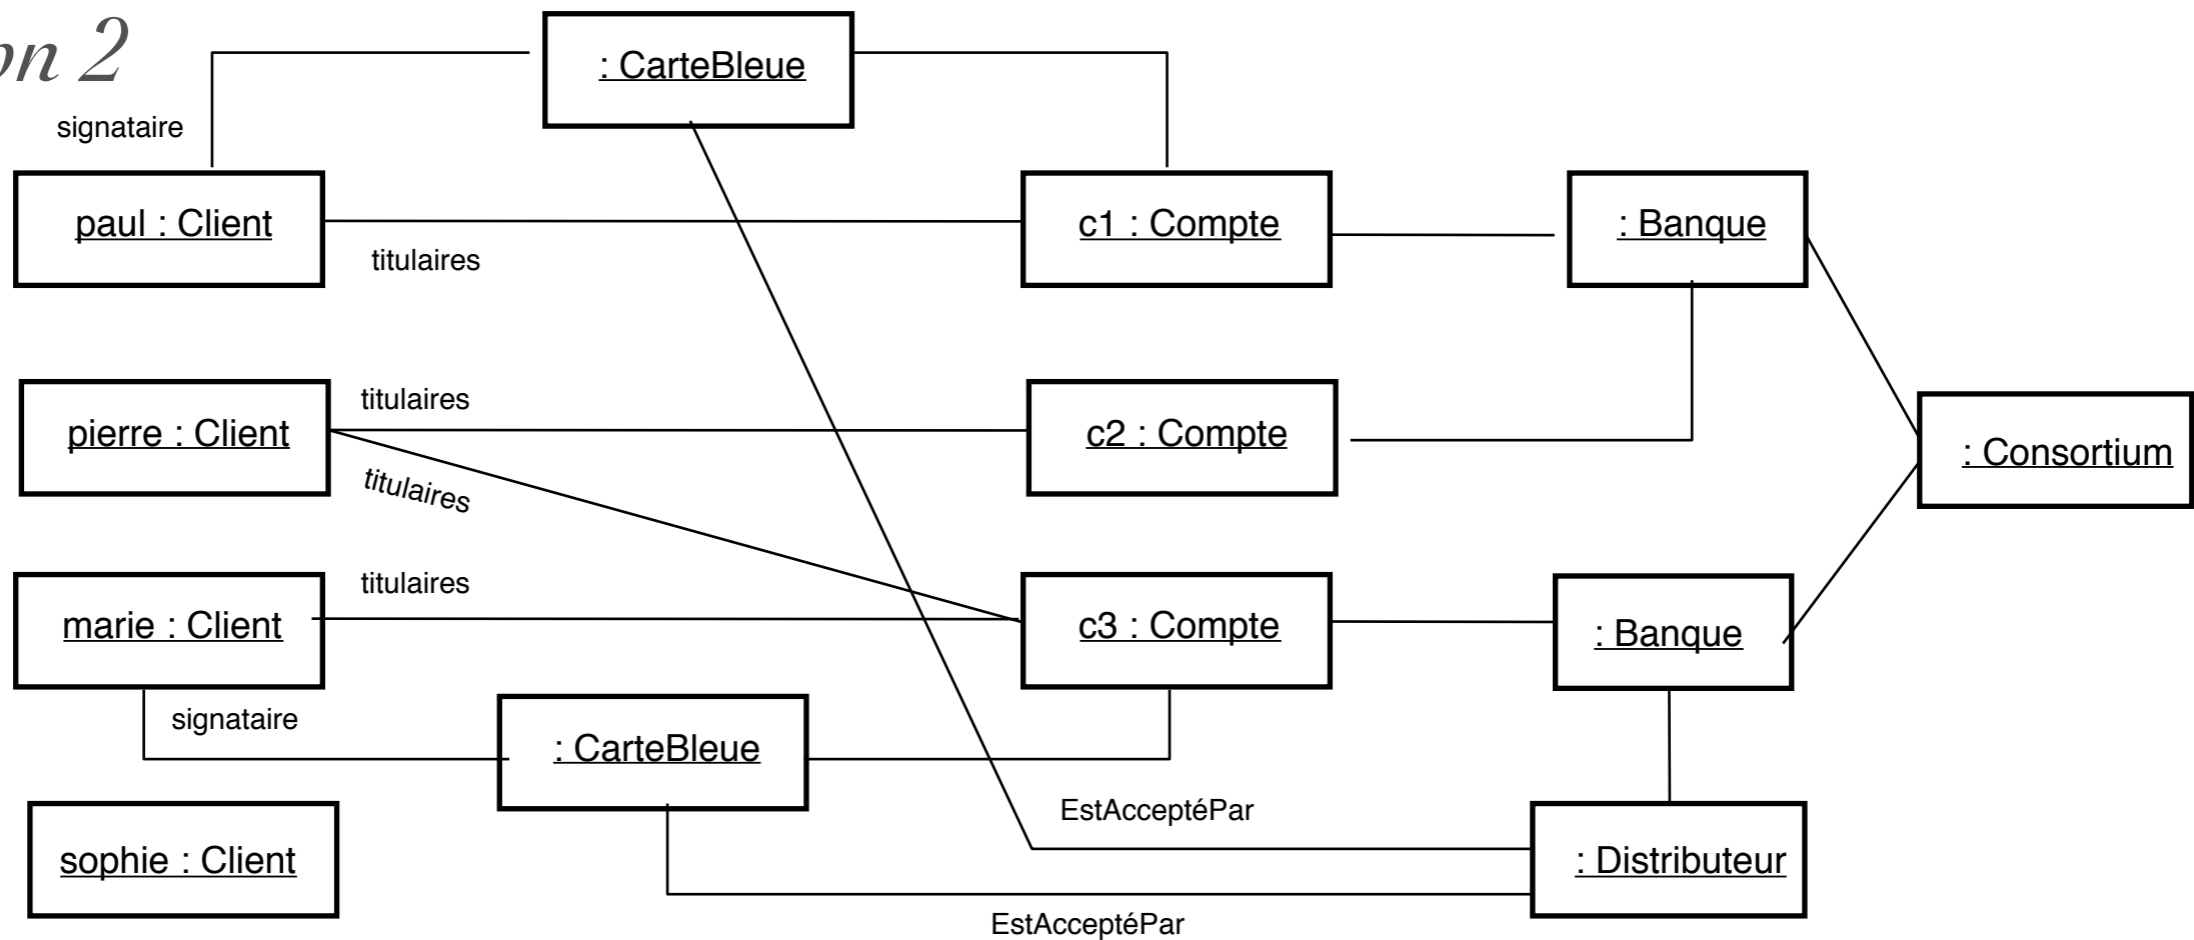 on 2
: CarteBleue
signataire
paul : Client
titulaires
c1 : Compte
: Banque
titulaires
pierre : Client
c2 : Compte
: Consortium
titulaires
titulaires
marie : Client
c3 : Compte
: Banque
signataire
: CarteBleue
EstAcceptéPar
sophie : Client
: Distributeur
EstAcceptéPar